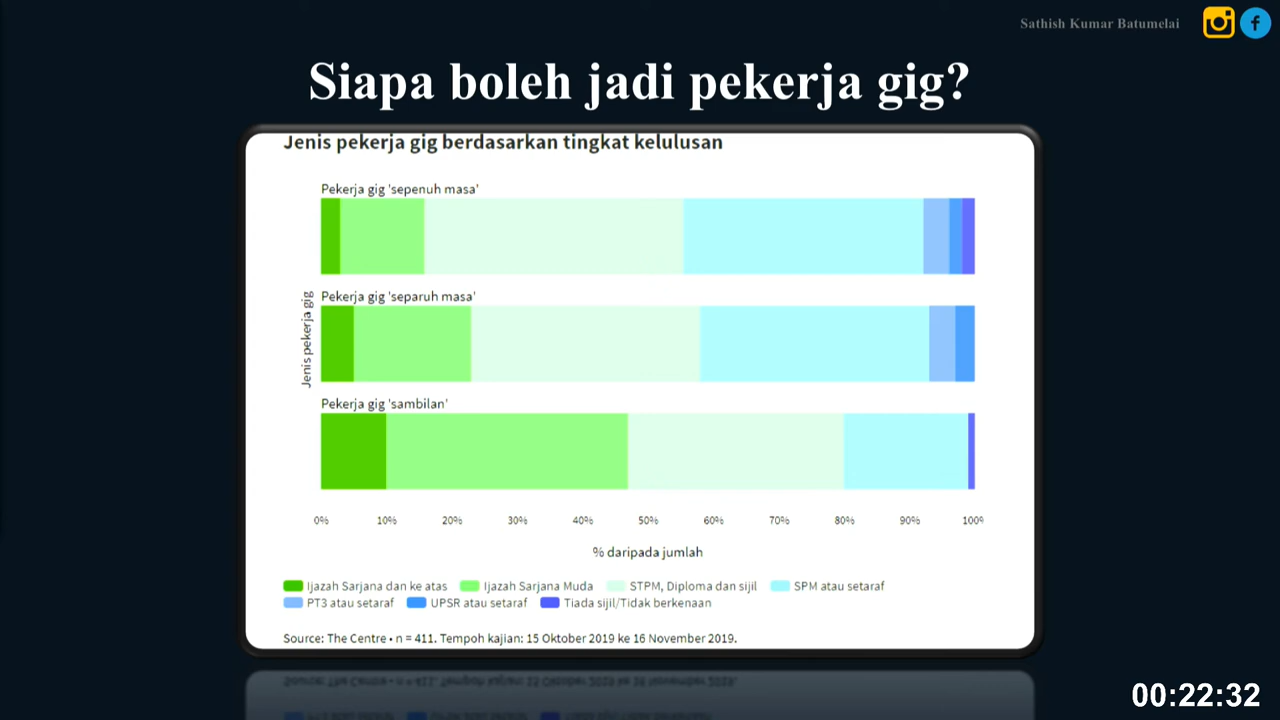 Sathish Kumar Batumelai
Siapa boleh jadi pekerja gig?
Jenis pekerja gig berdasarkan tingkat kelulusan
Pekerja gig 'sepenuh masa'
Pekerja gig 'separuh masa'
Jenis pekerja gig
Pekerja gig 'sambilan'
0% 10% 20% 30% 40% 50% 60% 70% 80% 90% 100%
% daripada jumlah
Ijazah Sarjana dan ke atas Ijazah Sarjana Muda STPM, Diploma dan sijil SPM atau setaraf
PT3 atau setaraf UPSR atau setaraf Tiada sijil/Tidak berkenaan
Source: The Centre • n = 411. Tempoh kajian: 15 Oktober 2019 ke 16 November 2019.
00:22:32